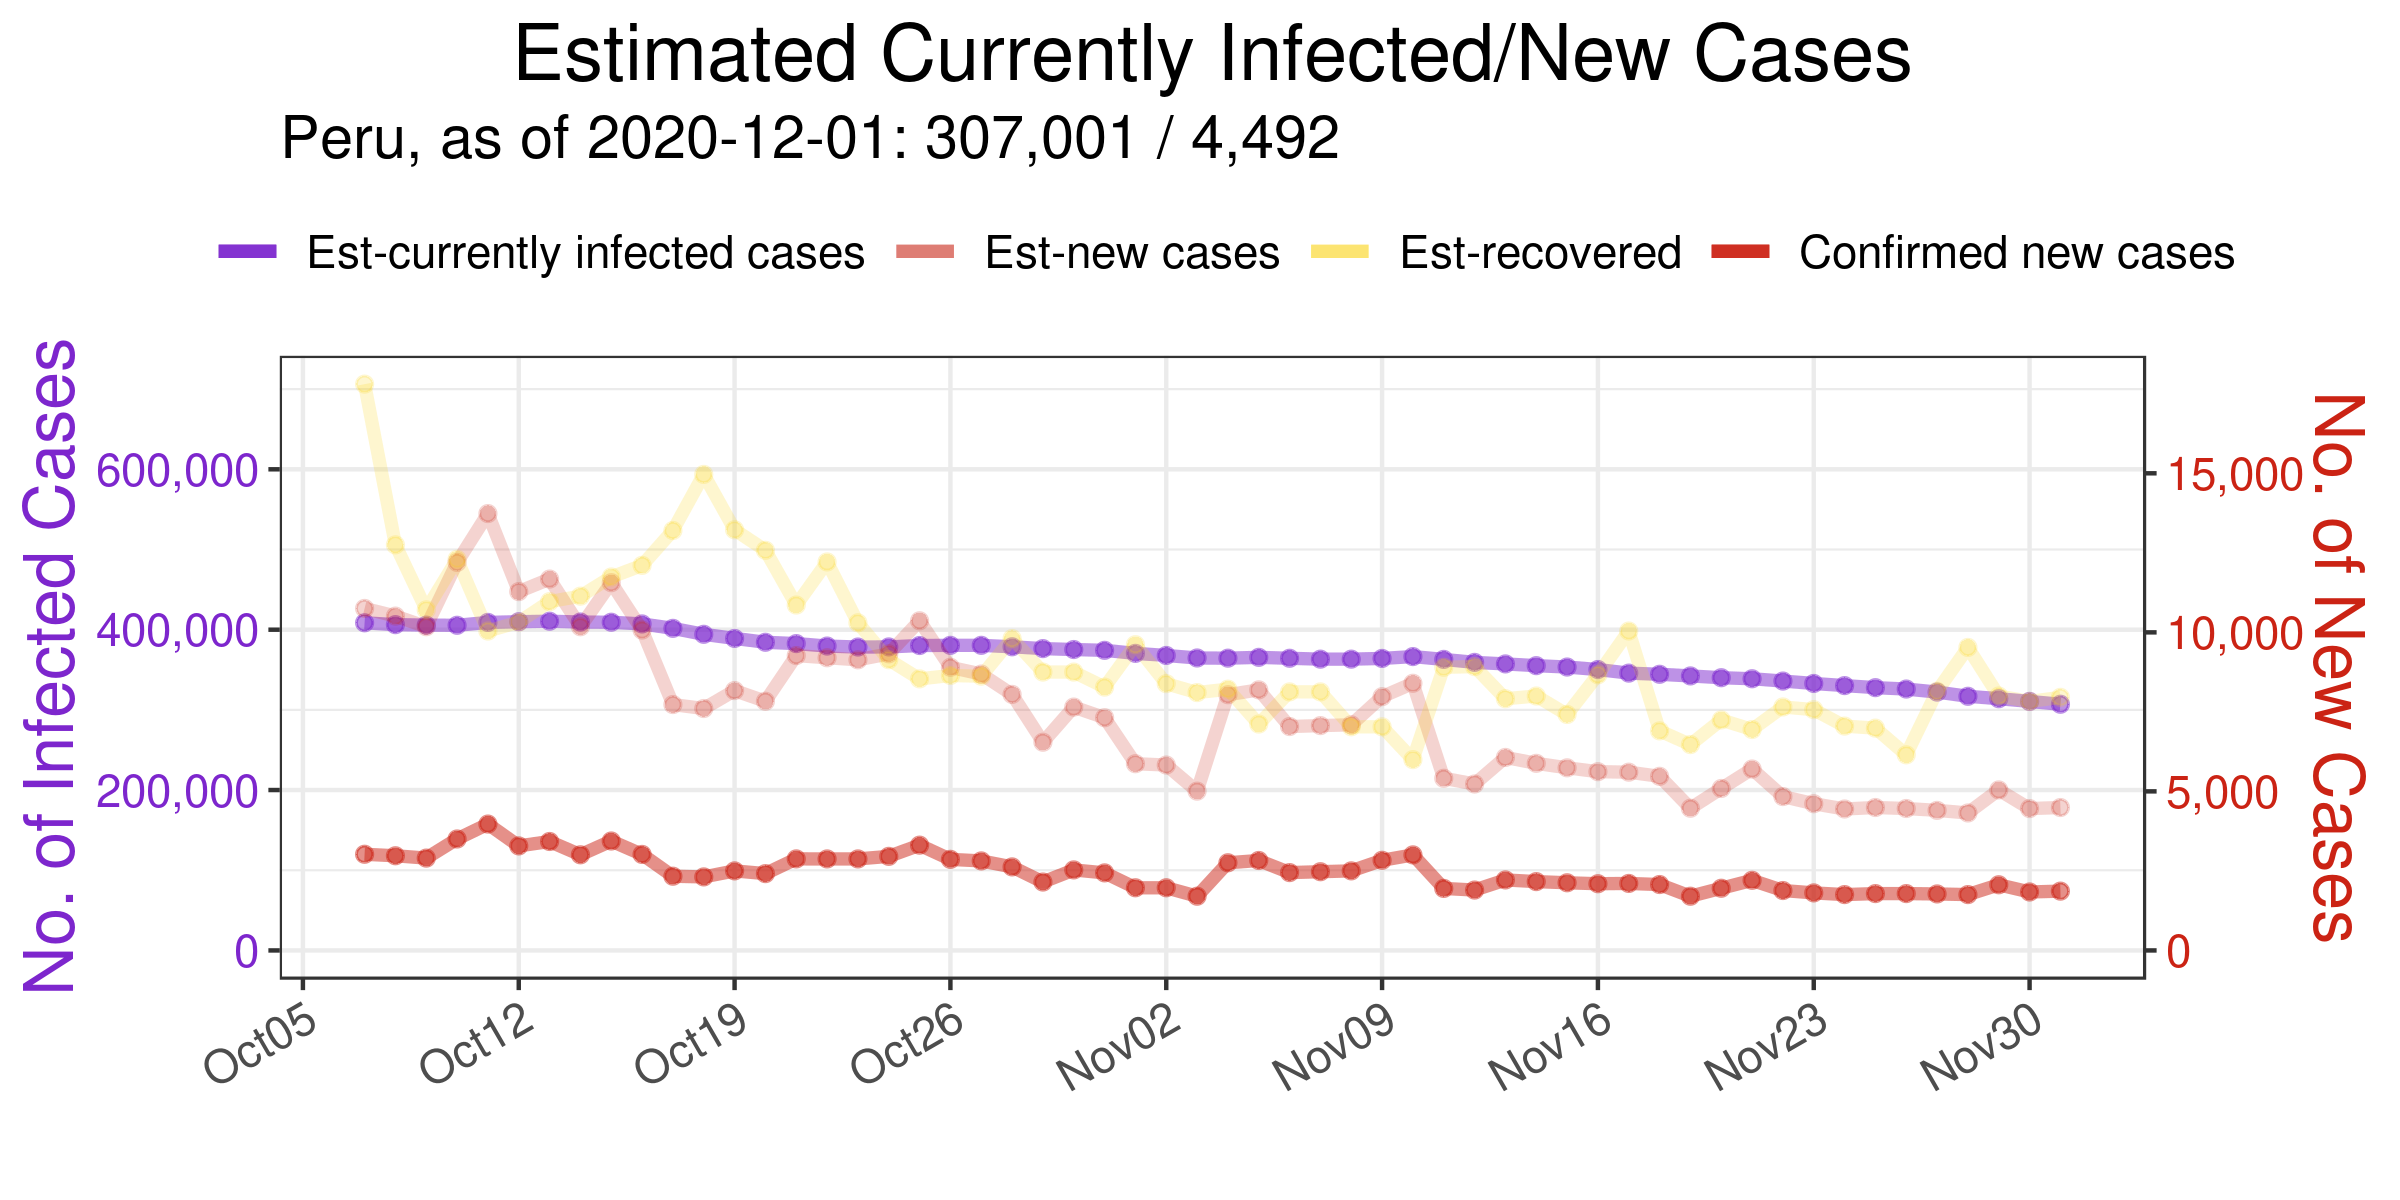 Estimated Currently Infected/New Cases
Peru, as of 2020-12-01: 307,001 / 4,492
Est-currently infected cases Est-new cases Est-recovered Confirmed new cases
No. of Infected Cases
600,000
400,000
200,000
0
15,000
10,000
5,000
0
No. of New Cases
Oct05 Oct12 Oct19 Oct26 Nov02 Nov09 Nov16 Nov23 Nov30